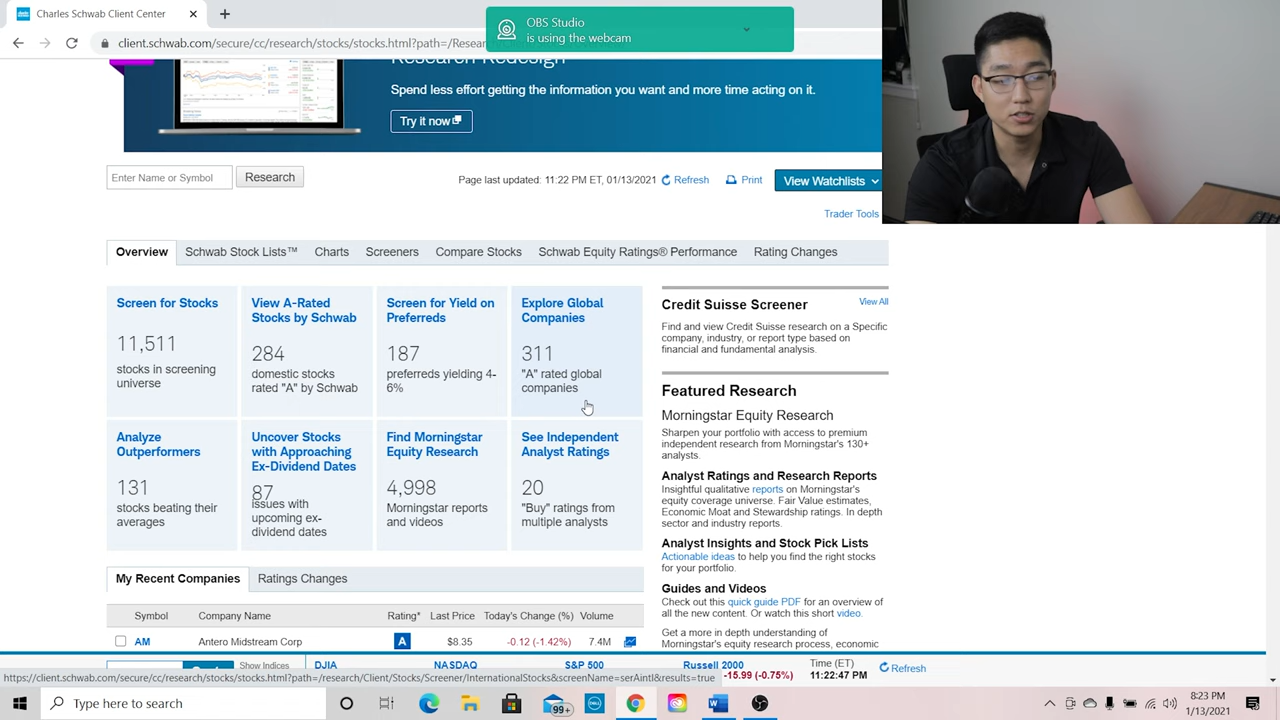 Charles Schwab Client Center
OBS Studio
is using the webcam
client.schwab.com/secure/cc/research/stocks/stocks.html?path=/Resear
Research Redesign
Spend less effort getting the information you want and more time acting on it.
Try it now
Enter Name or Symbol
Research
Page last updated: 11:22 PM ET, 01/13/2021
Refresh
Print
View Watchlists
Trader Tools
Overview
Schwab Stock Lists™
Charts
Screeners
Compare Stocks
Schwab Equity Ratings® Performance
Rating Changes
Screen for Stocks
11,511
stocks in screening
universe
View A-Rated
Stocks by Schwab
284
domestic stocks
rated "A" by Schwab
Screen for Yield on
Preferreds
187
preferreds yielding 4-
6%
Explore Global
Companies
311
"A" rated global
companies
Analyze
Outperformers
131
stocks beating their
averages
Uncover Stocks
with Approaching
Ex-Dividend Dates
87
issues with
upcoming ex-
dividend dates
Find Morningstar
Equity Research
4,998
Morningstar reports
and videos
See Independent
Analyst Ratings
20
"Buy" ratings from
multiple analysts
Credit Suisse Screener
View All
Find and view Credit Suisse research on a Specific
company, industry, or report type based on
financial and fundamental analysis.
Featured Research
Morningstar Equity Research
Sharpen your portfolio with access to premium
independent research from Morningstar's 130+
analysts.
Analyst Ratings and Research Reports
Insightful qualitative reports on Morningstar's
equity coverage universe. Fair Value estimates,
Economic Moat and Stewardship ratings. In depth
sector and industry reports.
Analyst Insights and Stock Pick Lists
Actionable ideas to help you find the right stocks
for your portfolio.
Guides and Videos
Check out this quick guide PDF for an overview of
all the new content. Or watch this short video.
Get a more in depth understanding of
Morningstar's equity research process, economic
My Recent Companies
Ratings Changes
Symbol
Company Name
Rating*
Last Price
Today's Change (%)
Volume
AM
Antero Midstream Corp
A
$8.35
-0.12 (-1.42%)
7.4M
Show Indices
DJIA
NASDAQ
S&P 500
Russell 2000
-15.99 (-0.75%)
Time (ET)
11:22:47 PM
Refresh
https://client.schwab.com/secure/cc/research/stocks/stocks.html?path=/research/Client/Stocks/Screener/InternationalStocks&screenName=serAintl&results=true
Type here to search
99+
8:23 PM
1/13/2021